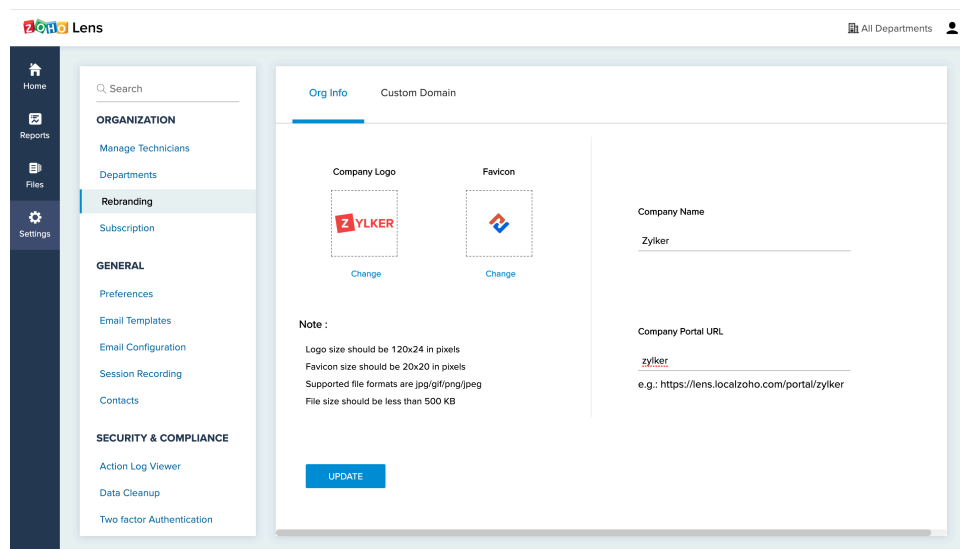 ZOHO Lens
All Departments
Home
Reports
Files
Settings
Search
ORGANIZATION
Manage Technicians
Departments
Rebranding
Subscription
GENERAL
Preferences
Email Templates
Email Configuration
Session Recording
Contacts
SECURITY & COMPLIANCE
Action Log Viewer
Data Cleanup
Two factor Authentication
Org Info Custom Domain
Company Logo Favicon
ZYLKER
Change Change
Note :
Logo size should be 120x24 in pixels
Favicon size should be 20x20 in pixels
Supported file formats are jpg/gif/png/jpeg
File size should be less than 500 KB
UPDATE
Company Name
Zylker
Company Portal URL
zylker
e.g.: https://lens.localzoho.com/portal/zylker